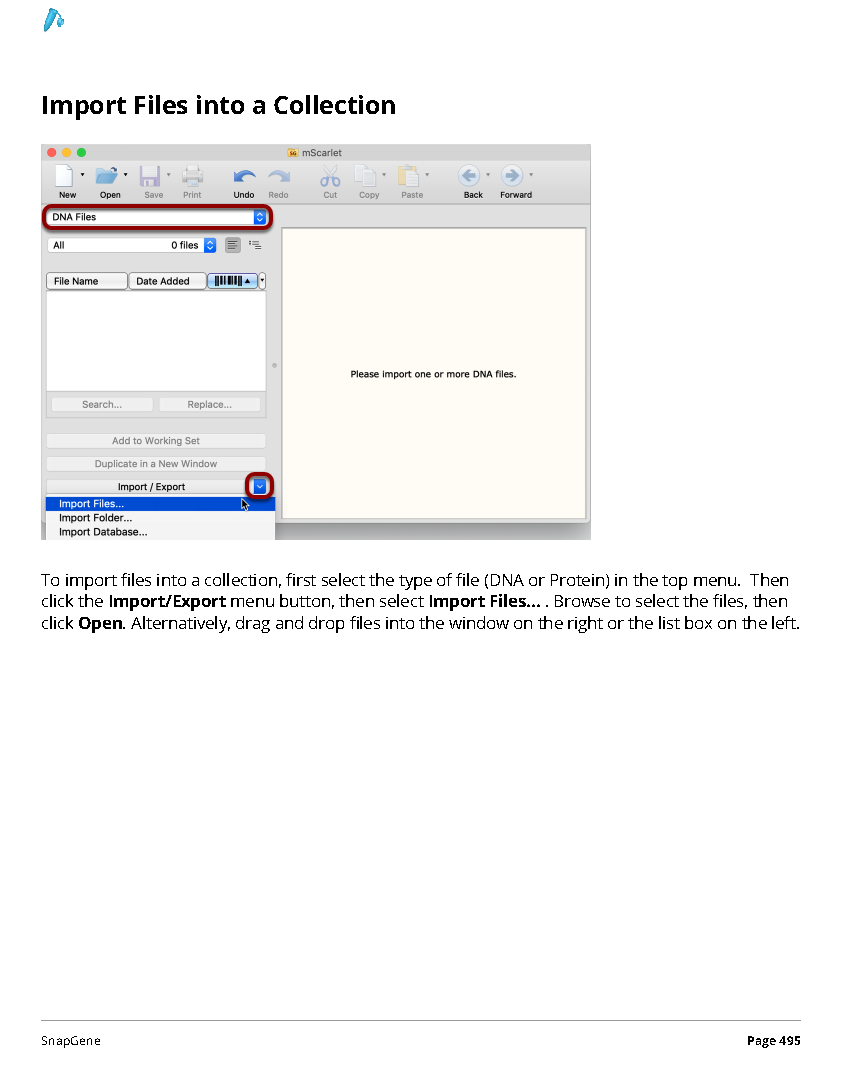 Import Files into a Collection
SG mScarlet
New Open Save Print Undo Redo Cut Copy Paste Back Forward
DNA Files
All 0 files
File Name Date Added
Please import one or more DNA files.
Search... Replace...
Add to Working Set
Duplicate in a New Window
Import / Export
Import Files...
Import Folder...
Import Database...
To import files into a collection, first select the type of file (DNA or Protein) in the top menu.  Then
click the Import/Export menu button, then select Import Files... . Browse to select the files, then
click Open. Alternatively, drag and drop files into the window on the right or the list box on the left.
SnapGene Page 495